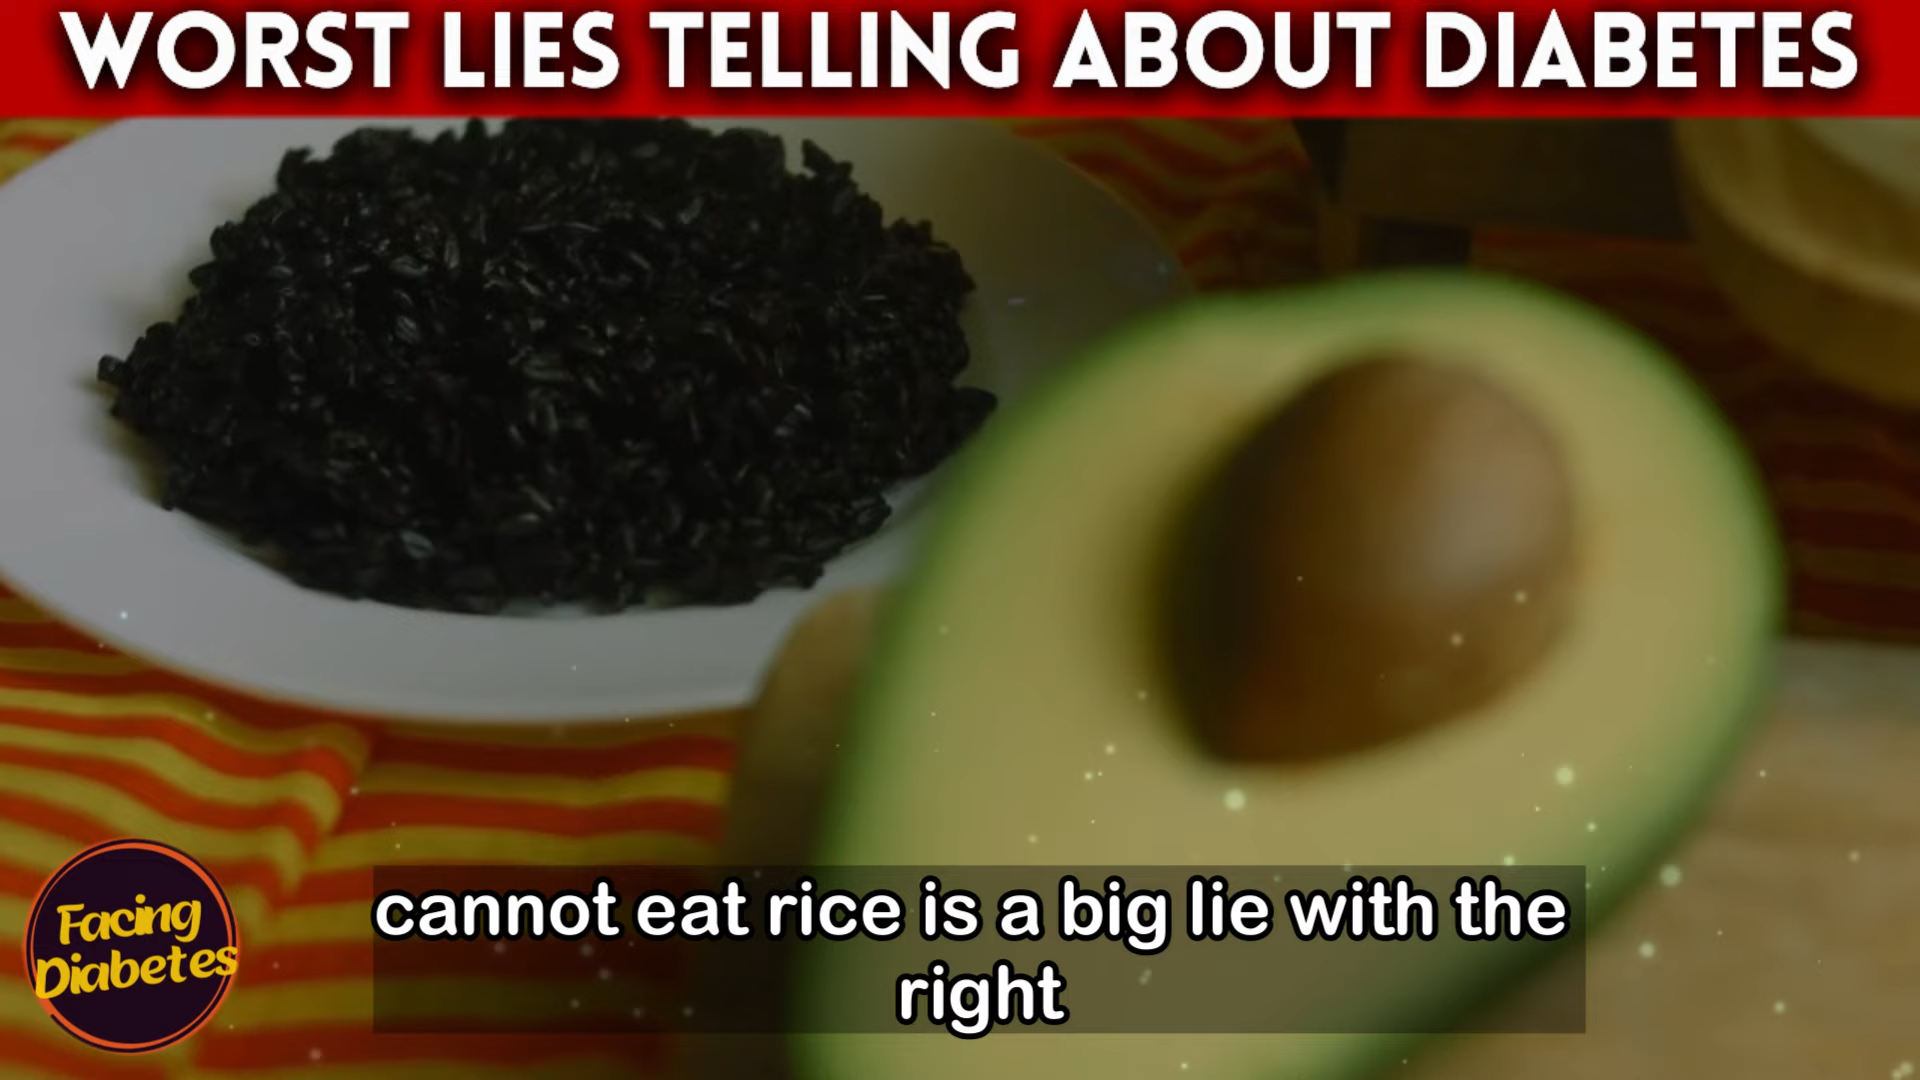 WORST LIES TELLING ABOUT DIABETES
Facing
Diabetes
cannot eat rice is a big lie with the
right